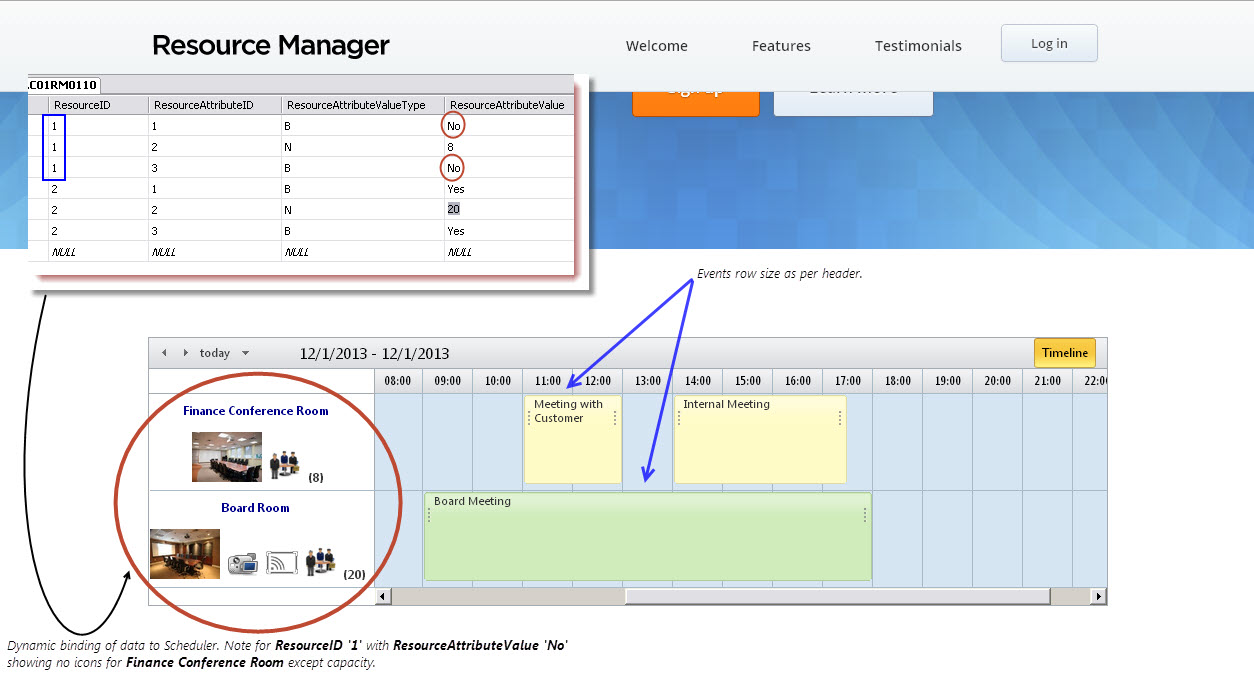 Resource Manager
Welcome
Features
Testimonials
Log in
Sign up
Learn more
.C01RM0110
ResourceID ResourceAttributeID ResourceAttributeValueType ResourceAttributeValue
1 1 B No
1 2 N 8
1 3 B No
2 1 B Yes
2 2 N 20
2 3 B Yes
NULL NULL NULL NULL
Events row size as per header.
today
12/1/2013 - 12/1/2013
Timeline
08:00 09:00 10:00 11:00 12:00 13:00 14:00 15:00 16:00 17:00 18:00 19:00 20:00 21:00 22:00
Finance Conference Room
(8)
Meeting with
Customer
Internal Meeting
Board Room
(20)
Board Meeting
Dynamic binding of data to Scheduler. Note for ResourceID '1' with ResourceAttributeValue 'No'
showing no icons for Finance Conference Room except capacity.